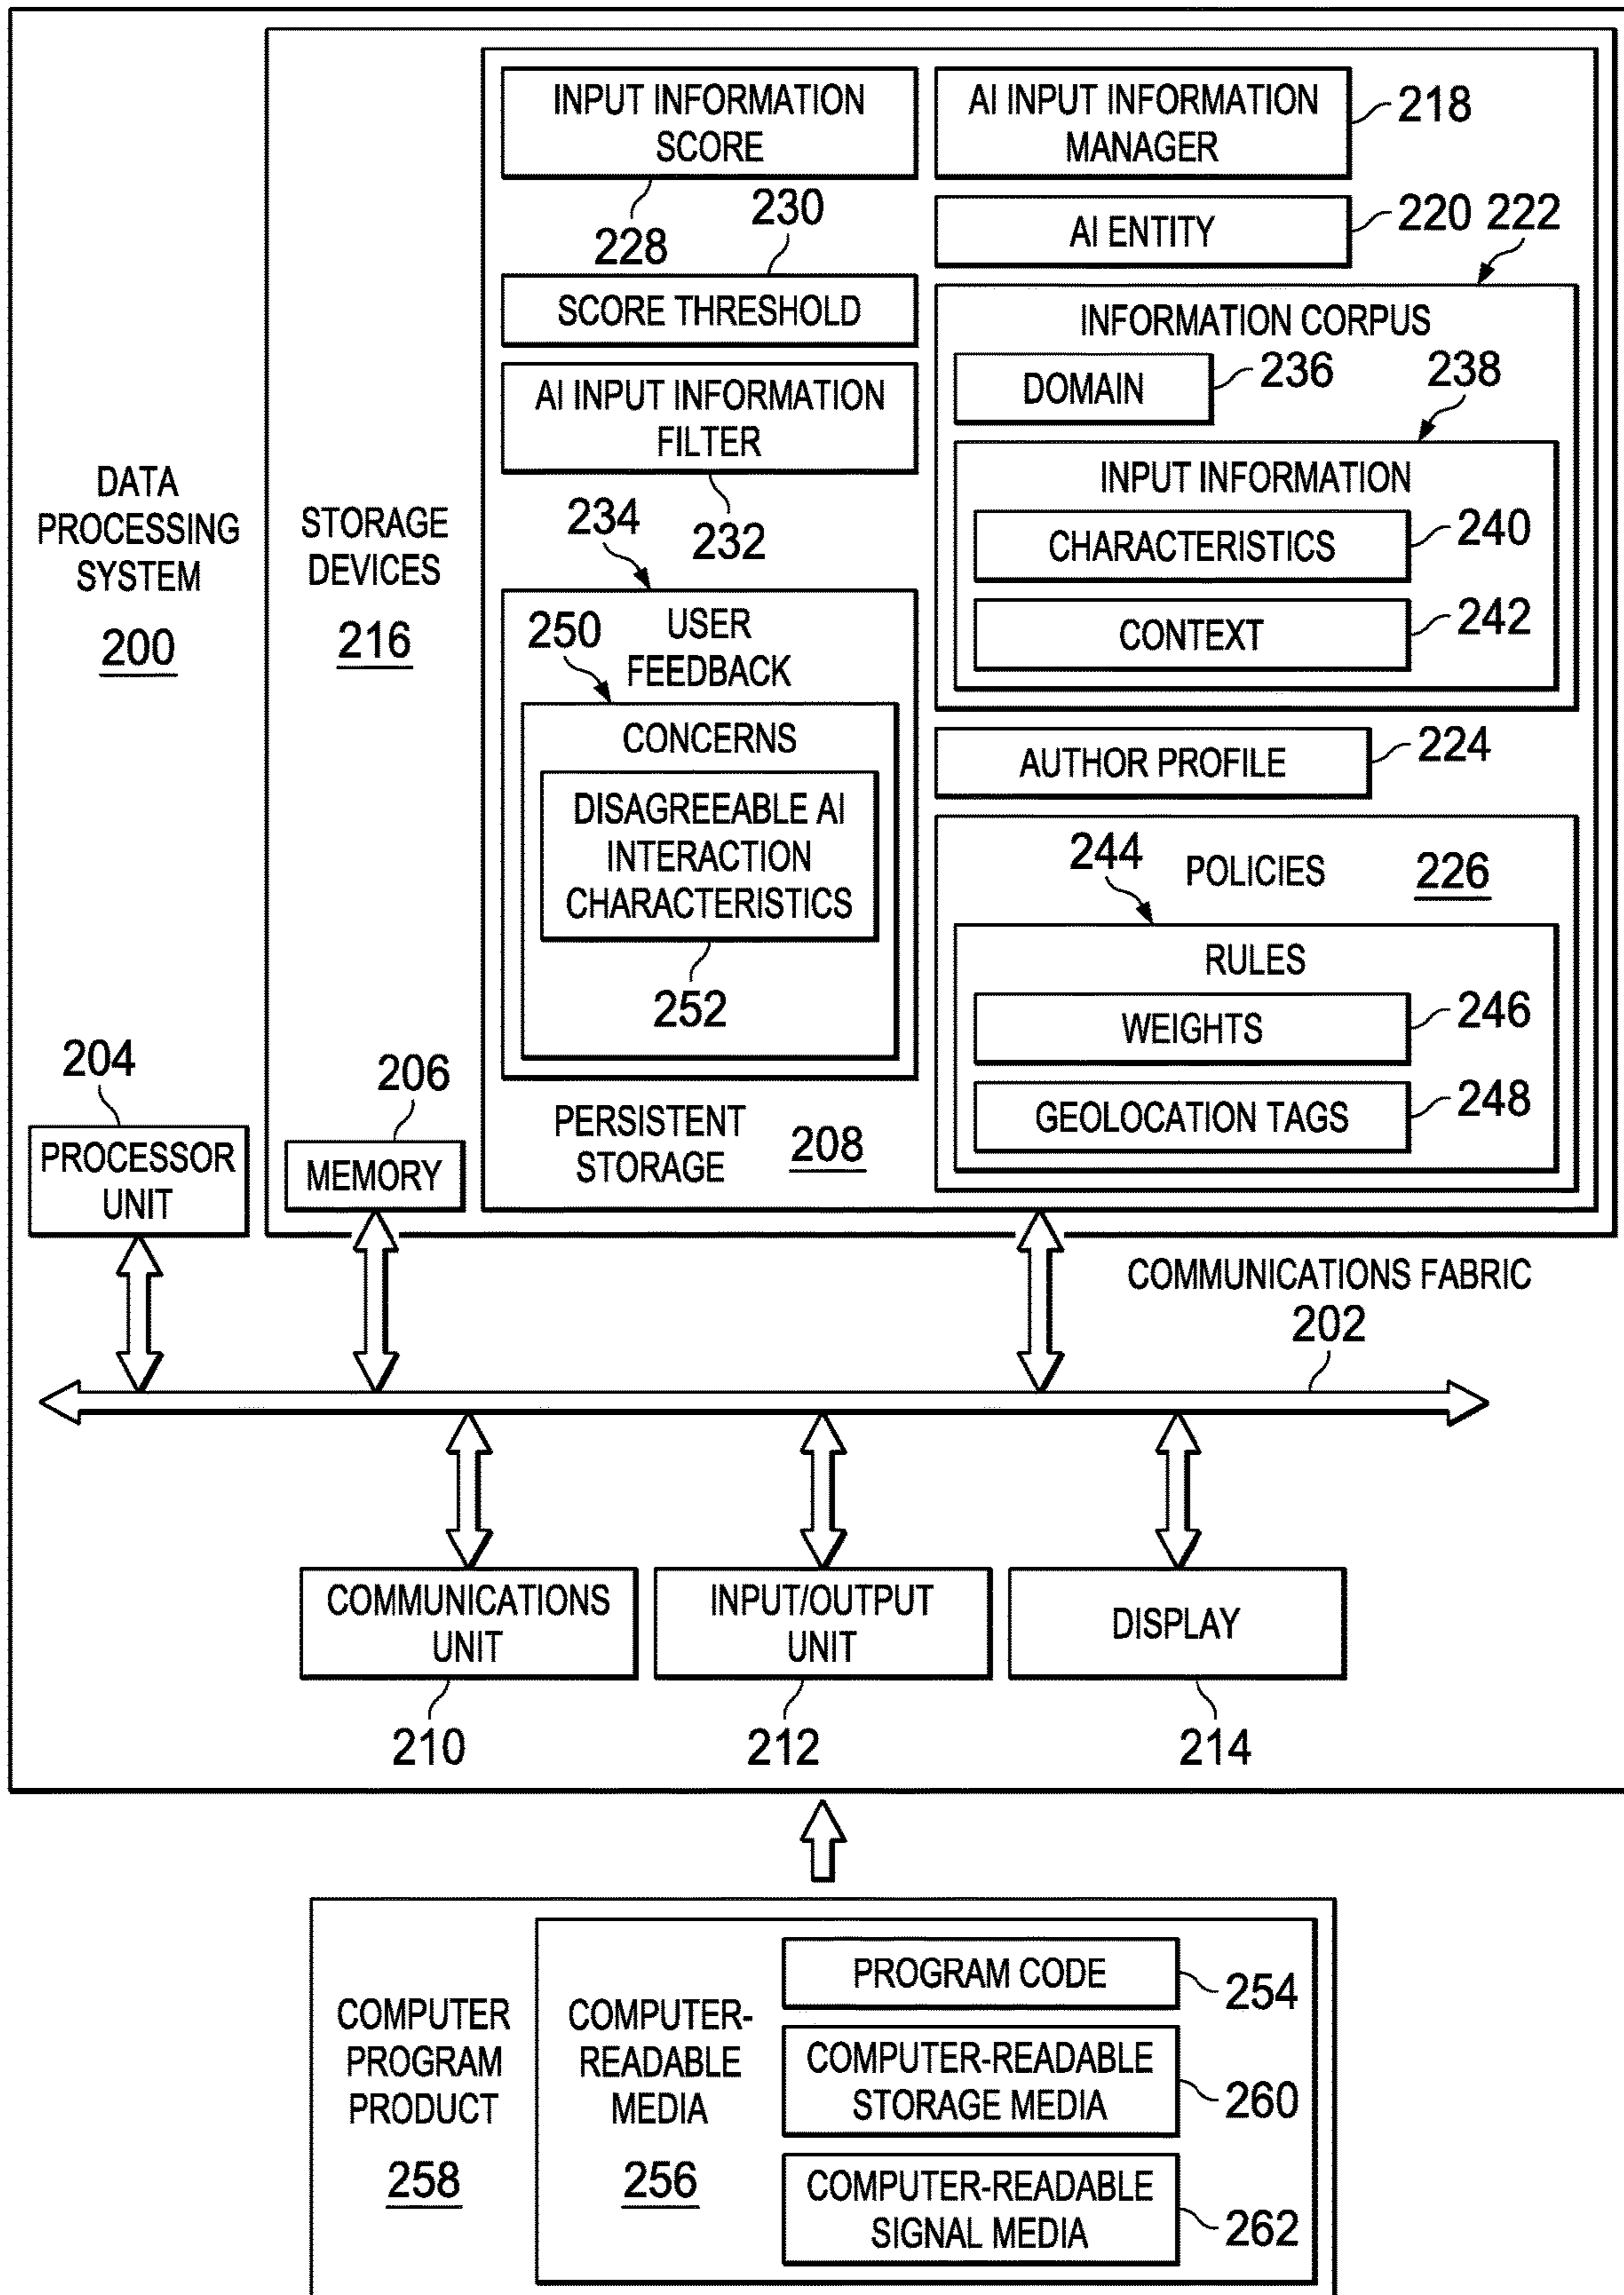 DATA
PROCESSING
SYSTEM
200
STORAGE
DEVICES
216
INPUT INFORMATION
SCORE
228
230
SCORE THRESHOLD
AI INPUT INFORMATION
FILTER
232
234
USER
FEEDBACK
250
CONCERNS
DISAGREEABLE AI
INTERACTION
CHARACTERISTICS
252
PERSISTENT
STORAGE
208
AI INPUT INFORMATION
MANAGER
218
AI ENTITY
220
222
INFORMATION CORPUS
DOMAIN
236
238
INPUT INFORMATION
CHARACTERISTICS
240
CONTEXT
242
AUTHOR PROFILE
224
244
POLICIES
226
RULES
WEIGHTS
246
GEOLOCATION TAGS
248
204
PROCESSOR
UNIT
206
MEMORY
COMMUNICATIONS FABRIC
202
COMMUNICATIONS
UNIT
210
INPUT/OUTPUT
UNIT
212
DISPLAY
214
COMPUTER
PROGRAM
PRODUCT
258
COMPUTER-
READABLE
MEDIA
256
PROGRAM CODE
254
COMPUTER-READABLE
STORAGE MEDIA
260
COMPUTER-READABLE
SIGNAL MEDIA
262